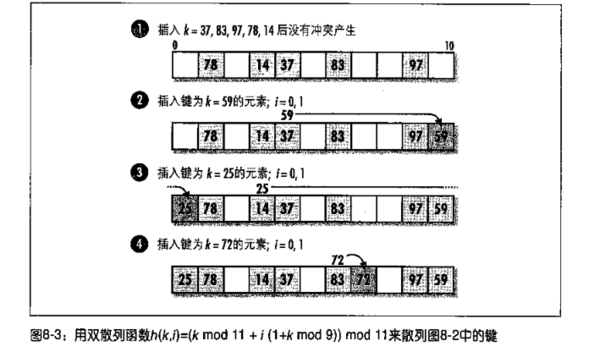 1 插入 k = 37, 83, 97, 78, 14 后没有冲突产生
0 10
78 14 37 83 97
2 插入键为 k = 59的元素; i = 0, 1
59
78 14 37 83 97 59
3 插入键为 k = 25的元素; i = 0, 1
25
25 78 14 37 83 97 59
4 插入键为 k = 72的元素; i = 0, 1
72
25 78 14 37 83 72 97 59
图8-3：用双散列函数h(k,i)=(k mod 11 + i (1+k mod 9)) mod 11来散列图8-2中的键